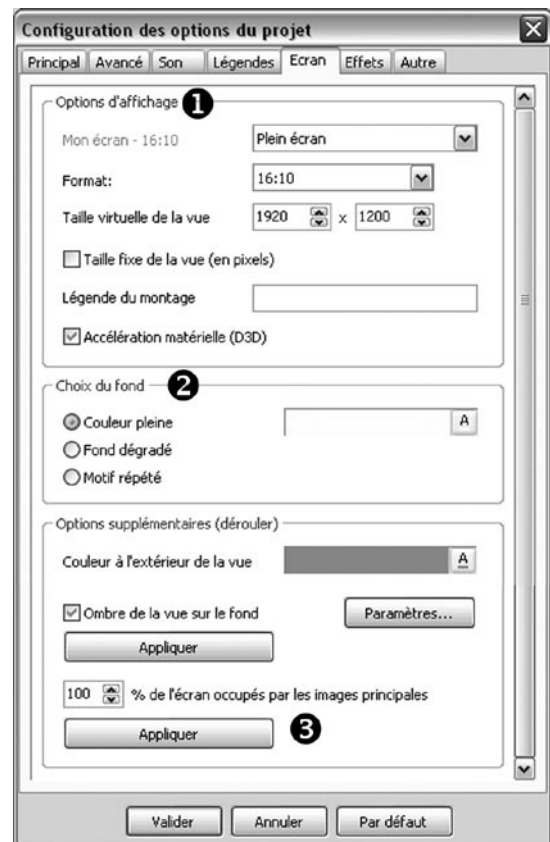 Configuration des options du projet
Principal Avancé Son Légendes Ecran Effets Autre
Options d'affichage ❶
Mon écran - 16:10 Plein écran
Format: 16:10
Taille virtuelle de la vue 1920 x 1200
Taille fixe de la vue (en pixels)
Légende du montage
Accélération matérielle (D3D)
Choix du fond ❷
Couleur pleine A
Fond dégradé
Motif répété
Options supplémentaires (dérouler)
Couleur à l'extérieur de la vue A
Ombre de la vue sur le fond Paramètres...
Appliquer
100 % de l'écran occupés par les images principales
Appliquer ❸
Valider Annuler Par défaut